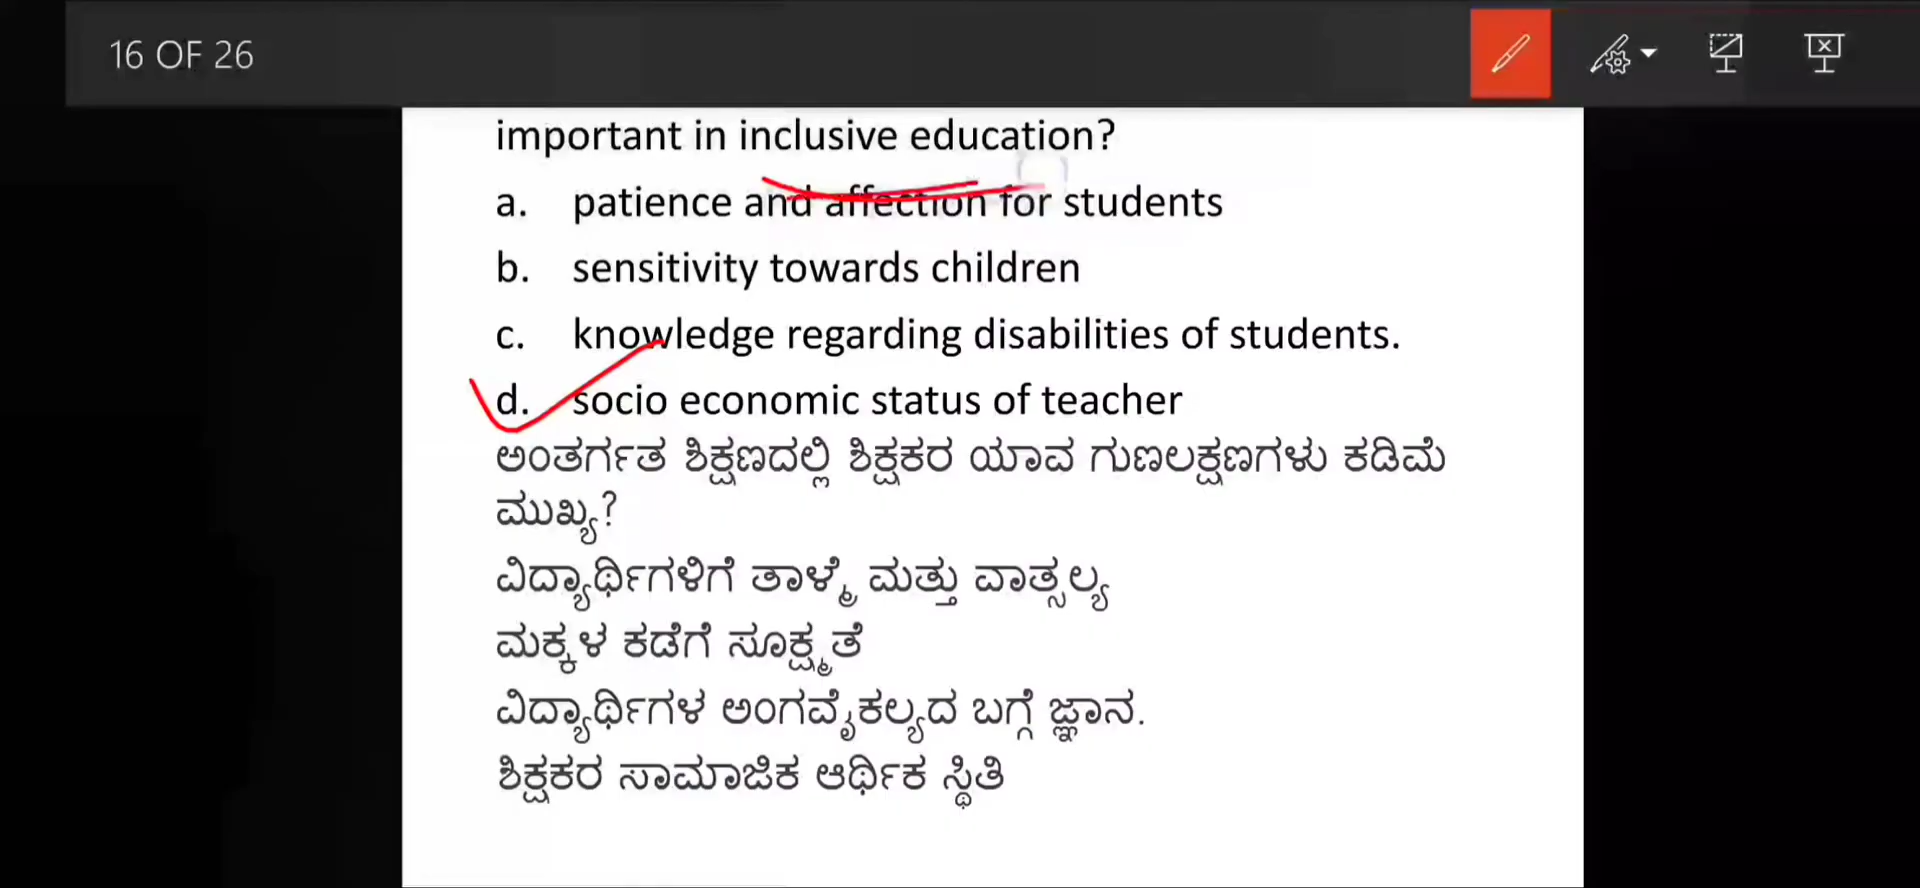 16 OF 26
important in inclusive education?
a. patience and affection for students
b. sensitivity towards children
c. knowledge regarding disabilities of students.
d. socio economic status of teacher
ಅಂತರ್ಗತ ಶಿಕ್ಷಣದಲ್ಲಿ ಶಿಕ್ಷಕರ ಯಾವ ಗುಣಲಕ್ಷಣಗಳು ಕಡಿಮೆ
ಮುಖ್ಯ?
ವಿದ್ಯಾರ್ಥಿಗಳಿಗೆ ತಾಳ್ಮೆ ಮತ್ತು ವಾತ್ಸಲ್ಯ
ಮಕ್ಕಳ ಕಡೆಗೆ ಸೂಕ್ಷ್ಮತೆ
ವಿದ್ಯಾರ್ಥಿಗಳ ಅಂಗವೈಕಲ್ಯದ ಬಗ್ಗೆ ಜ್ಞಾನ.
ಶಿಕ್ಷಕರ ಸಾಮಾಜಿಕ ಆರ್ಥಿಕ ಸ್ಥಿತಿ